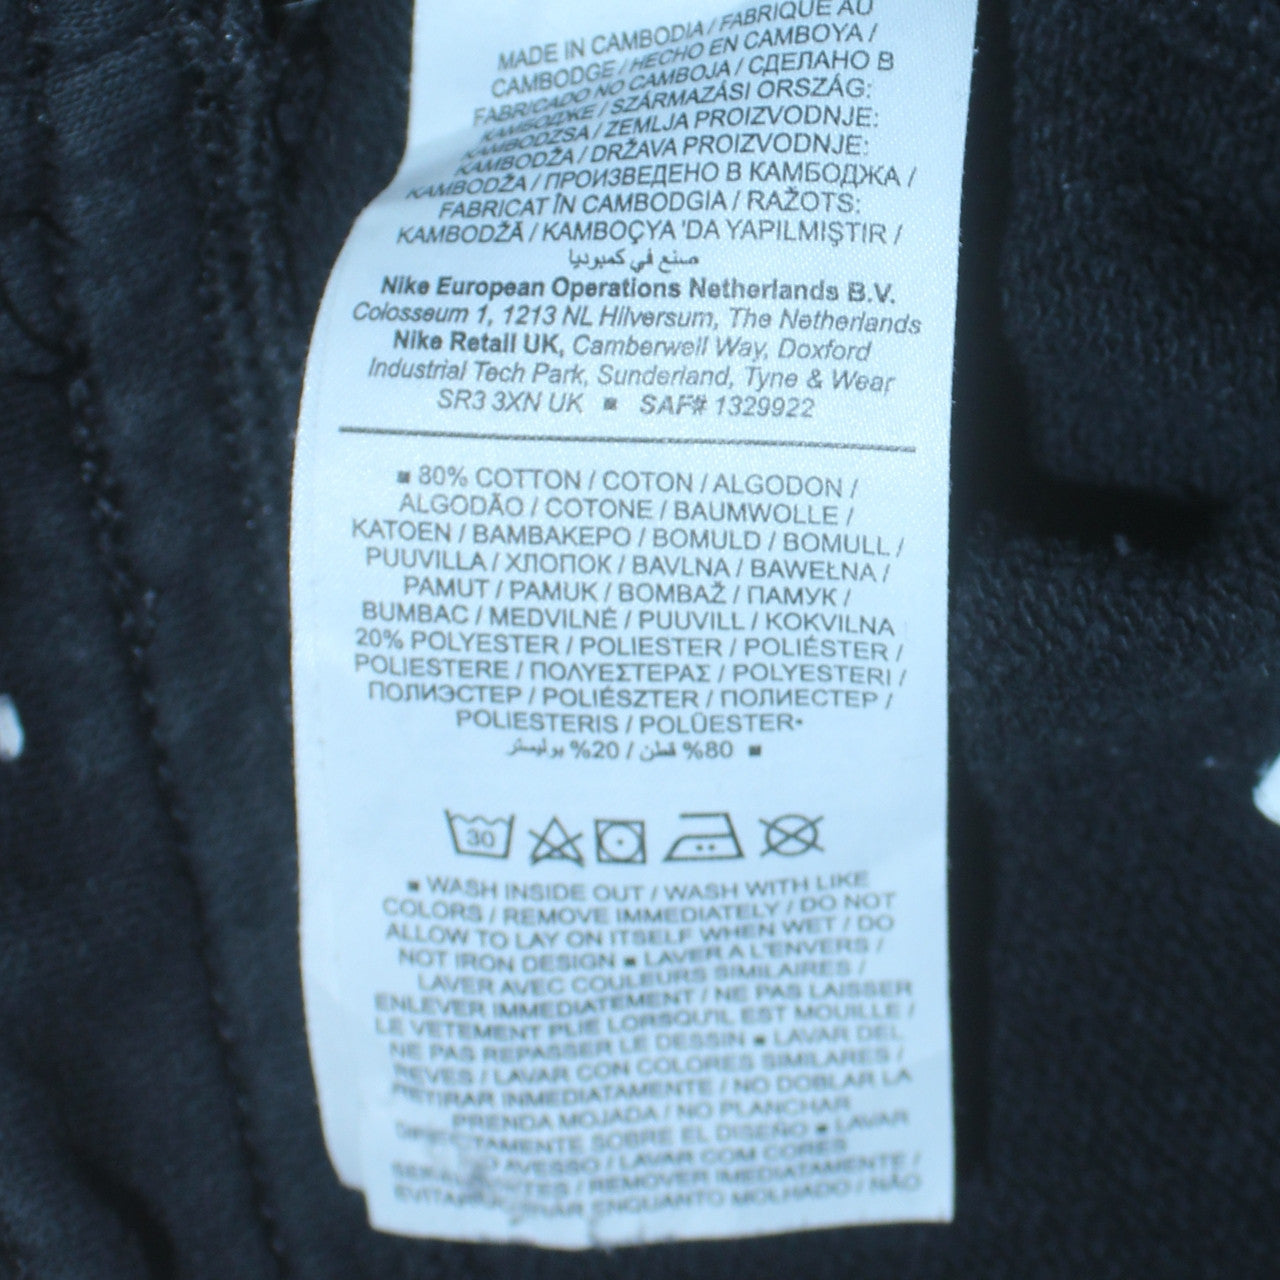 MADE IN CAMBODIA / FABRIQUE AU
CAMBODGE / HECHO EN CAMBOYA /
FABRICADO NO CAMBOJA / СДЕЛАНО В
КАМБОДЖЕ / SZÁRMAZÁSI ORSZÁG:
KAMBODZSA / ZEMLJA PROIZVODNJE:
KAMBODŽA / DRŽAVA PROIZVODNJE:
KAMBODŽA / ПРОИЗВЕДЕНО В КАМБОДЖА /
FABRICAT ÎN CAMBODGIA / RAŽOTS:
KAMBODŽĀ / KAMBOÇYA 'DA YAPILMIŞTIR /
صنع في كمبوديا
Nike European Operations Netherlands B.V.
Colosseum 1, 1213 NL Hilversum, The Netherlands
Nike Retail UK, Camberwell Way, Doxford
Industrial Tech Park, Sunderland, Tyne & Wear
SR3 3XN UK ■ SAF# 1329922
■ 80% COTTON / COTON / ALGODON /
ALGODÃO / COTONE / BAUMWOLLE /
KATOEN / ΒΑΜΒΑΚΕΡΟ / BOMULD / BOMULL /
PUUVILLA / ХЛОПОК / BAVLNA / BAWEŁNA /
PAMUT / PAMUK / BOMBAŽ / ПАМУК /
BUMBAC / MEDVILNÉ / PUUVILL / KOKVILNA
20% POLYESTER / POLIESTER / POLIÉSTER /
POLIESTERE / ΠΟΛΥΕΣΤΕΡΑΣ / POLYESTERI /
ПОЛИЭСТЕР / POLIÉSZTER / ПОЛИЕСТЕР /
POLIESTERIS / POLÜESTER•
■ 80% قطن / 20% بوليستر
30
■ WASH INSIDE OUT / WASH WITH LIKE
COLORS / REMOVE IMMEDIATELY / DO NOT
ALLOW TO LAY ON ITSELF WHEN WET / DO
NOT IRON DESIGN ■ LAVER A L'ENVERS /
LAVER AVEC COULEURS SIMILAIRES /
ENLEVER IMMEDIATEMENT / NE PAS LAISSER
LE VETEMENT PLIE LORSQU'IL EST MOUILLE /
NE PAS REPASSER LE DESSIN ■ LAVAR DEL
REVES / LAVAR CON COLORES SIMILARES /
RETIRAR INMEDIATAMENTE / NO DOBLAR LA
PRENDA MOJADA / NO PLANCHAR
DIRECTAMENTE SOBRE EL DISEÑO ■ LAVAR
AVESSO / LAVAR COM CORES
/ REMOVER IMEDIATAMENTE /
ENQUANTO MOLHADO / NÃO